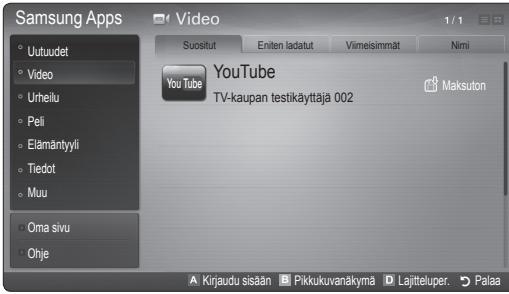 Samsung Apps
Video
1 / 1
Uutuudet
Video
Urheilu
Peli
Elämäntyyli
Tiedot
Muu
Oma sivu
Ohje
Suositut
Eniten ladatut
Viimeisimmät
Nimi
You Tube
YouTube
TV-kaupan testikäyttäjä 002
Maksuton
A Kirjaudu sisään B Pikkukuvanäkymä D Lajitteluper. Palaa